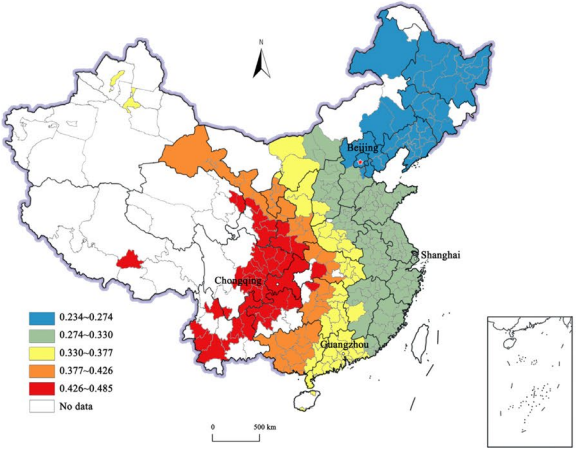 N
Beijing
Shanghai
Chongqing
Guangzhou
0.234~0.274
0.274~0.330
0.330~0.377
0.377~0.426
0.426~0.485
No data
0 500 km